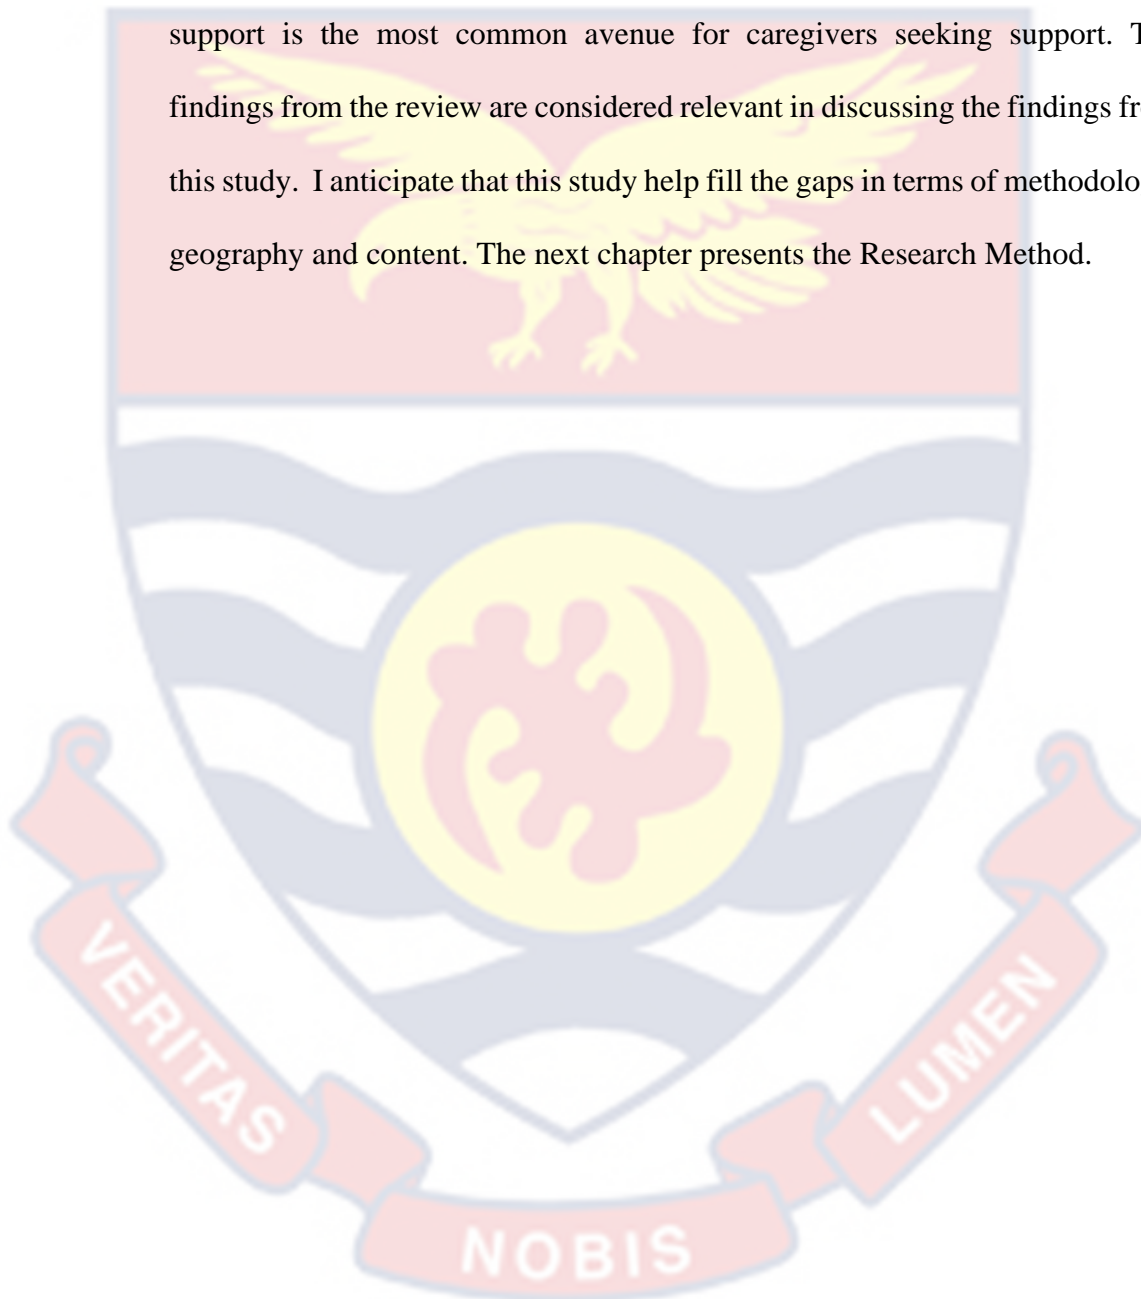 support is the most common avenue for caregivers seeking support.
findings from the review are considered relevant in discussing the findings
this study. I anticipate that this study help fill the gaps in terms of
geography and content. The next chapter presents the Research Method.
VERITAS
NOBIS
LUMEN